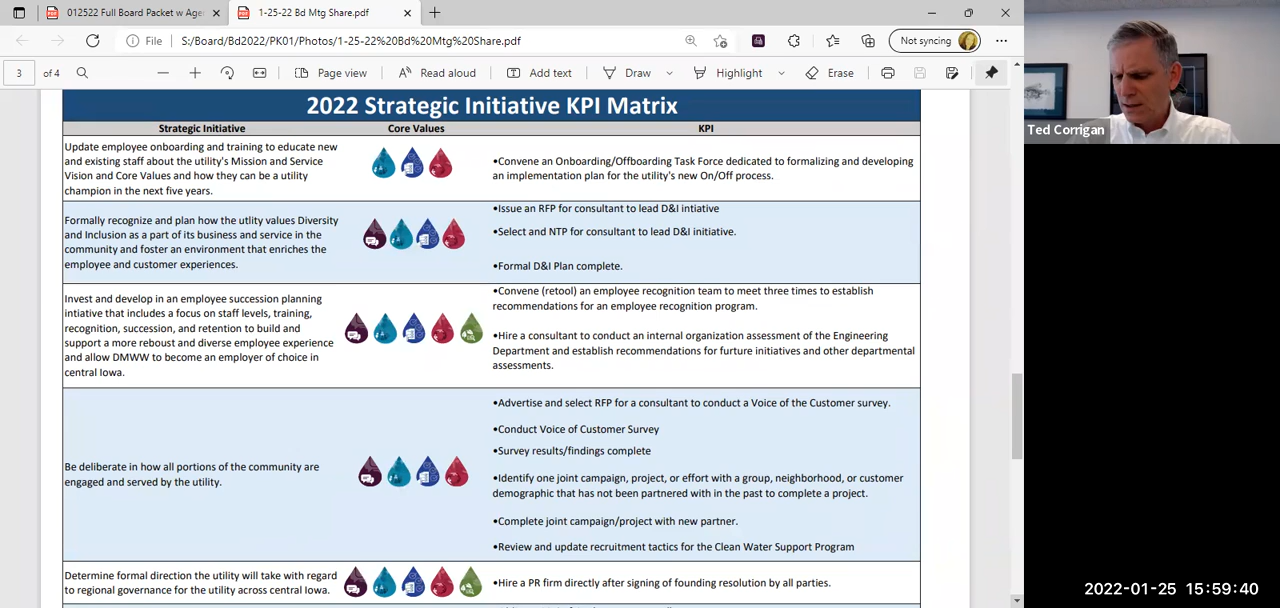 012522 Full Board Packet w Age
1-25-22 Bd Mtg Share.pdf
File
S:/Board/Bd2022/PK01/Photos/1-25-22%20Bd%20Mtg%20Share.pdf
Not syncing
3 of 4
Page view
Read aloud
Add text
Draw
Highlight
Erase
Ted Corrigan
2022 Strategic Initiative KPI Matrix
Strategic Initiative
Core Values
KPI
Update employee onboarding and training to educate new
and existing staff about the utility's Mission and Service
Vision and Core Values and how they can be a utility
champion in the next five years.
•Convene an Onboarding/Offboarding Task Force dedicated to formalizing and developing
an implementation plan for the utility's new On/Off process.
Formally recognize and plan how the utlity values Diversity
and Inclusion as a part of its business and service in the
community and foster an environment that enriches the
employee and customer experiences.
•Issue an RFP for consultant to lead D&I intiative
•Select and NTP for consultant to lead D&I initiative.
•Formal D&I Plan complete.
Invest and develop in an employee succession planning
intiative that includes a focus on staff levels, training,
recognition, succession, and retention to build and
support a more reboust and diverse employee experience
and allow DMWW to become an employer of choice in
central Iowa.
•Convene (retool) an employee recognition team to meet three times to establish
recommendations for an employee recognition program.
•Hire a consultant to conduct an internal organization assessment of the Engineering
Department and establish recommendations for furture initiatives and other departmental
assessments.
Be deliberate in how all portions of the community are
engaged and served by the utility.
•Advertise and select RFP for a consultant to conduct a Voice of the Customer survey.
•Conduct Voice of Customer Survey
•Survey results/findings complete
•Identify one joint campaign, project, or effort with a group, neighborhood, or customer
demographic that has not been partnered with in the past to complete a project.
•Complete joint campaign/project with new partner.
•Review and update recruitment tactics for the Clean Water Support Program
Determine formal direction the utility will take with regard
to regional governance for the utility across central Iowa.
•Hire a PR firm directly after signing of founding resolution by all parties.
2022-01-25 15:59:40